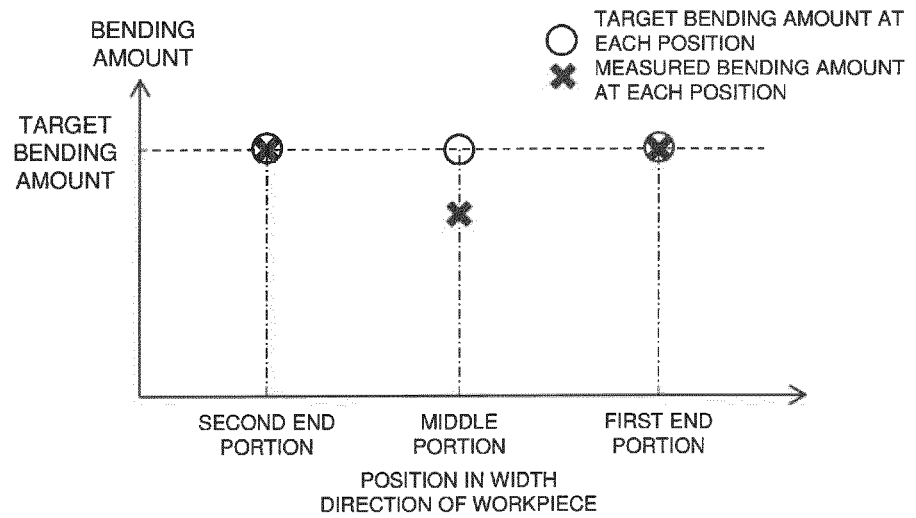 BENDING
AMOUNT
TARGET BENDING AMOUNT AT
EACH POSITION
MEASURED BENDING AMOUNT
AT EACH POSITION
TARGET
BENDING
AMOUNT
SECOND END
PORTION
MIDDLE
PORTION
FIRST END
PORTION
POSITION IN WIDTH
DIRECTION OF WORKPIECE